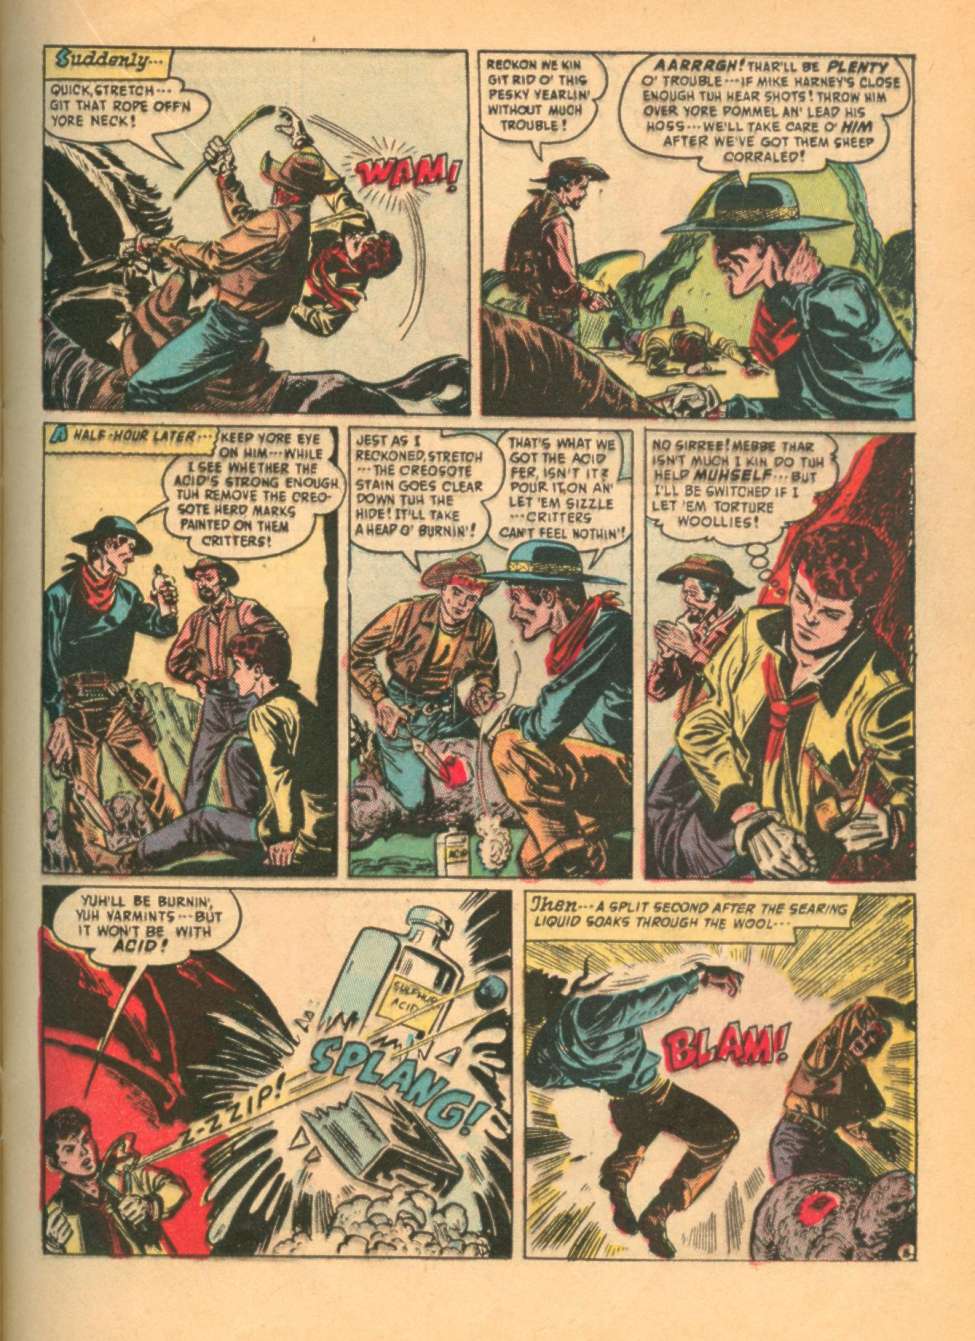 Suddenly...
QUICK, STRETCH...
GIT THAT ROPE OFF'N
YORE NECK!
WAM!
RECKON WE KIN
GIT RID O' THIS
PESKY YEARLIN'
WITHOUT MUCH
TROUBLE!
AARRRGH! THAR'LL BE PLENTY
O' TROUBLE...IF MIKE HARNEY'S CLOSE
ENOUGH TUH HEAR SHOTS! THROW HIM
OVER YORE POMMEL AN' LEAD HIS
HOSS...WE'LL TAKE CARE O' HIM
AFTER WE'VE GOT THEM SHEEP
CORRALED!
A HALF-HOUR LATER...
KEEP YORE EYE
ON HIM...WHILE
I SEE WHETHER THE
ACID'S STRONG ENOUGH
TUH REMOVE THE CREO-
SOTE HERD MARKS
PAINTED ON THEM
CRITTERS!
JEST AS I
RECKONED, STRETCH
...THE CREOSOTE
STAIN GOES CLEAR
DOWN TUH THE
HIDE! IT'LL TAKE
A HEAP O' BURNIN'!
THAT'S WHAT WE
GOT THE ACID
FER, ISN'T IT?
POUR IT ON AN'
LET 'EM SIZZLE
...CRITTERS
CAN'T FEEL NOTHIN'!
ACID
NO SIRREE! MEBBE THAR
ISN'T MUCH I KIN DO TUH
HELP MUHSELF...BUT
I'LL BE SWITCHED IF I
LET 'EM TORTURE
WOOLLIES!
YUH'LL BE BURNIN',
YUH VARMINTS...BUT
IT WON'T BE WITH
ACID!
SULPHUR
ACID
Z-Z-ZZIP!
SPLANG!
Then...A SPLIT SECOND AFTER THE SEARING
LIQUID SOAKS THROUGH THE WOOL...
BLAM!